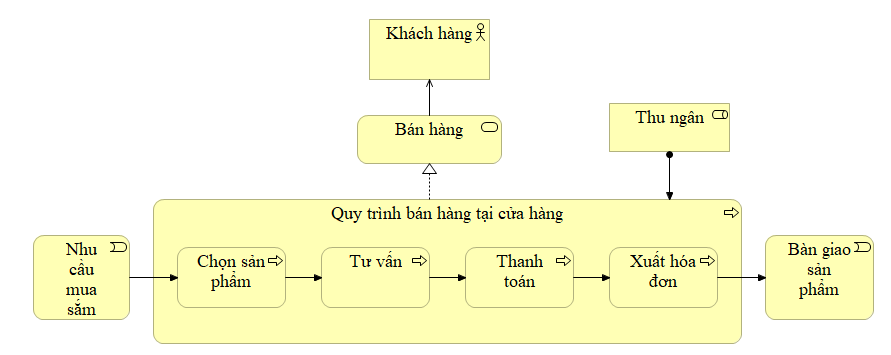 Khách hàng
Bán hàng
Thu ngân
Quy trình bán hàng tại cửa hàng
Nhu
cầu
mua
sắm
Chọn sản
phẩm
Tư vấn
Thanh
toán
Xuất hóa
đơn
Bàn giao
sản
phẩm